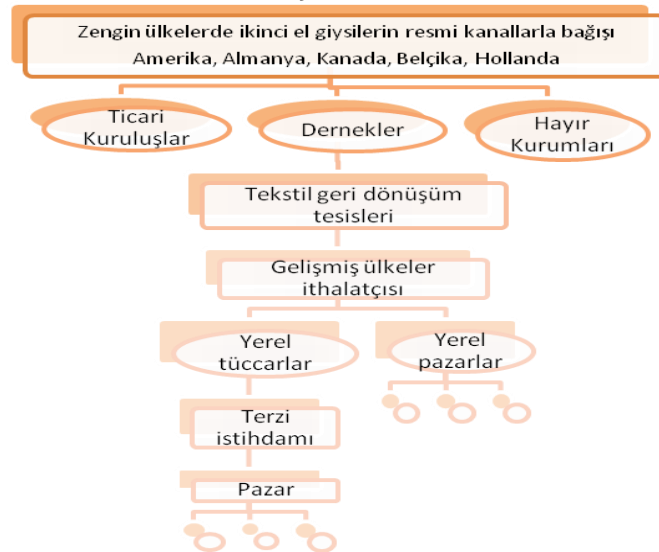 Zengin ülkelerde ikinci el giysilerin resmi kanallarla bağışı
Amerika, Almanya, Kanada, Belçika, Hollanda
Ticari
Kuruluşlar
Dernekler
Hayır
Kurumları
Tekstil geri dönüşüm
tesisleri
Gelişmiş ülkeler
ithalatçısı
Yerel
tüccarlar
Yerel
pazarlar
Terzi
istihdamı
Pazar